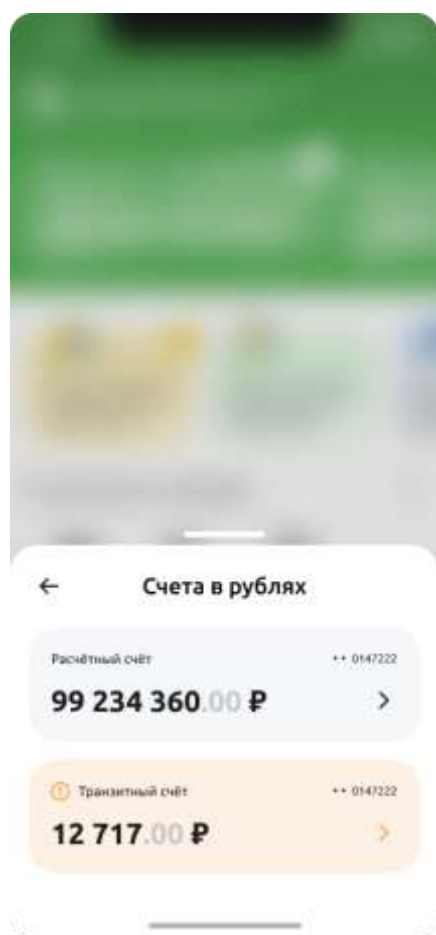 Счета в рублях
Расчётный счёт •• 0147222
99 234 360.00 ₽
Транзитный счёт •• 0147222
12 717.00 ₽